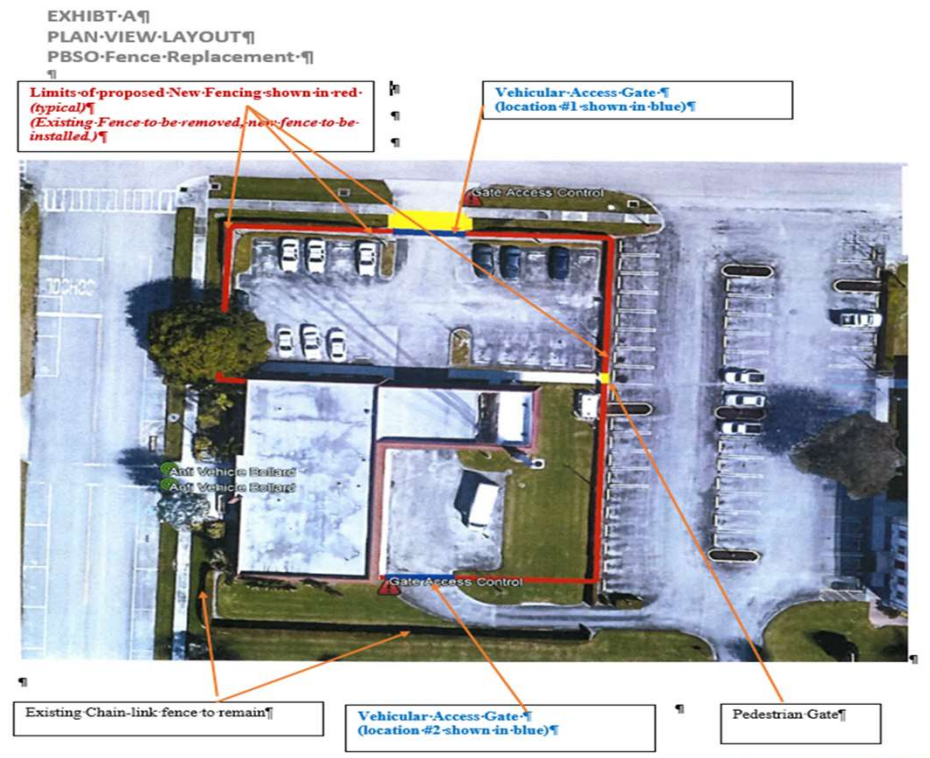 EXHIBT·A¶
PLAN·VIEW·LAYOUT¶
PBSO·Fence·Replacement·¶
¶
Limits·of·proposed·New·Fencing·shown·in·red·
(typical)¶
(Existing·Fence·to·be·removed,·new·fence·to·be·
installed.)¶
¶
¶
¶
Vehicular·Access·Gate·¶
(location·#1·shown·in·blue)¶
Gate Access Control
Anti Vehicle Bollard
Anti Vehicle Bollard
Gate Access Control
¶
¶
Existing·Chain-link·fence·to·remain¶
Vehicular·Access·Gate·¶
(location·#2·shown·in·blue)¶
¶
Pedestrian·Gate¶